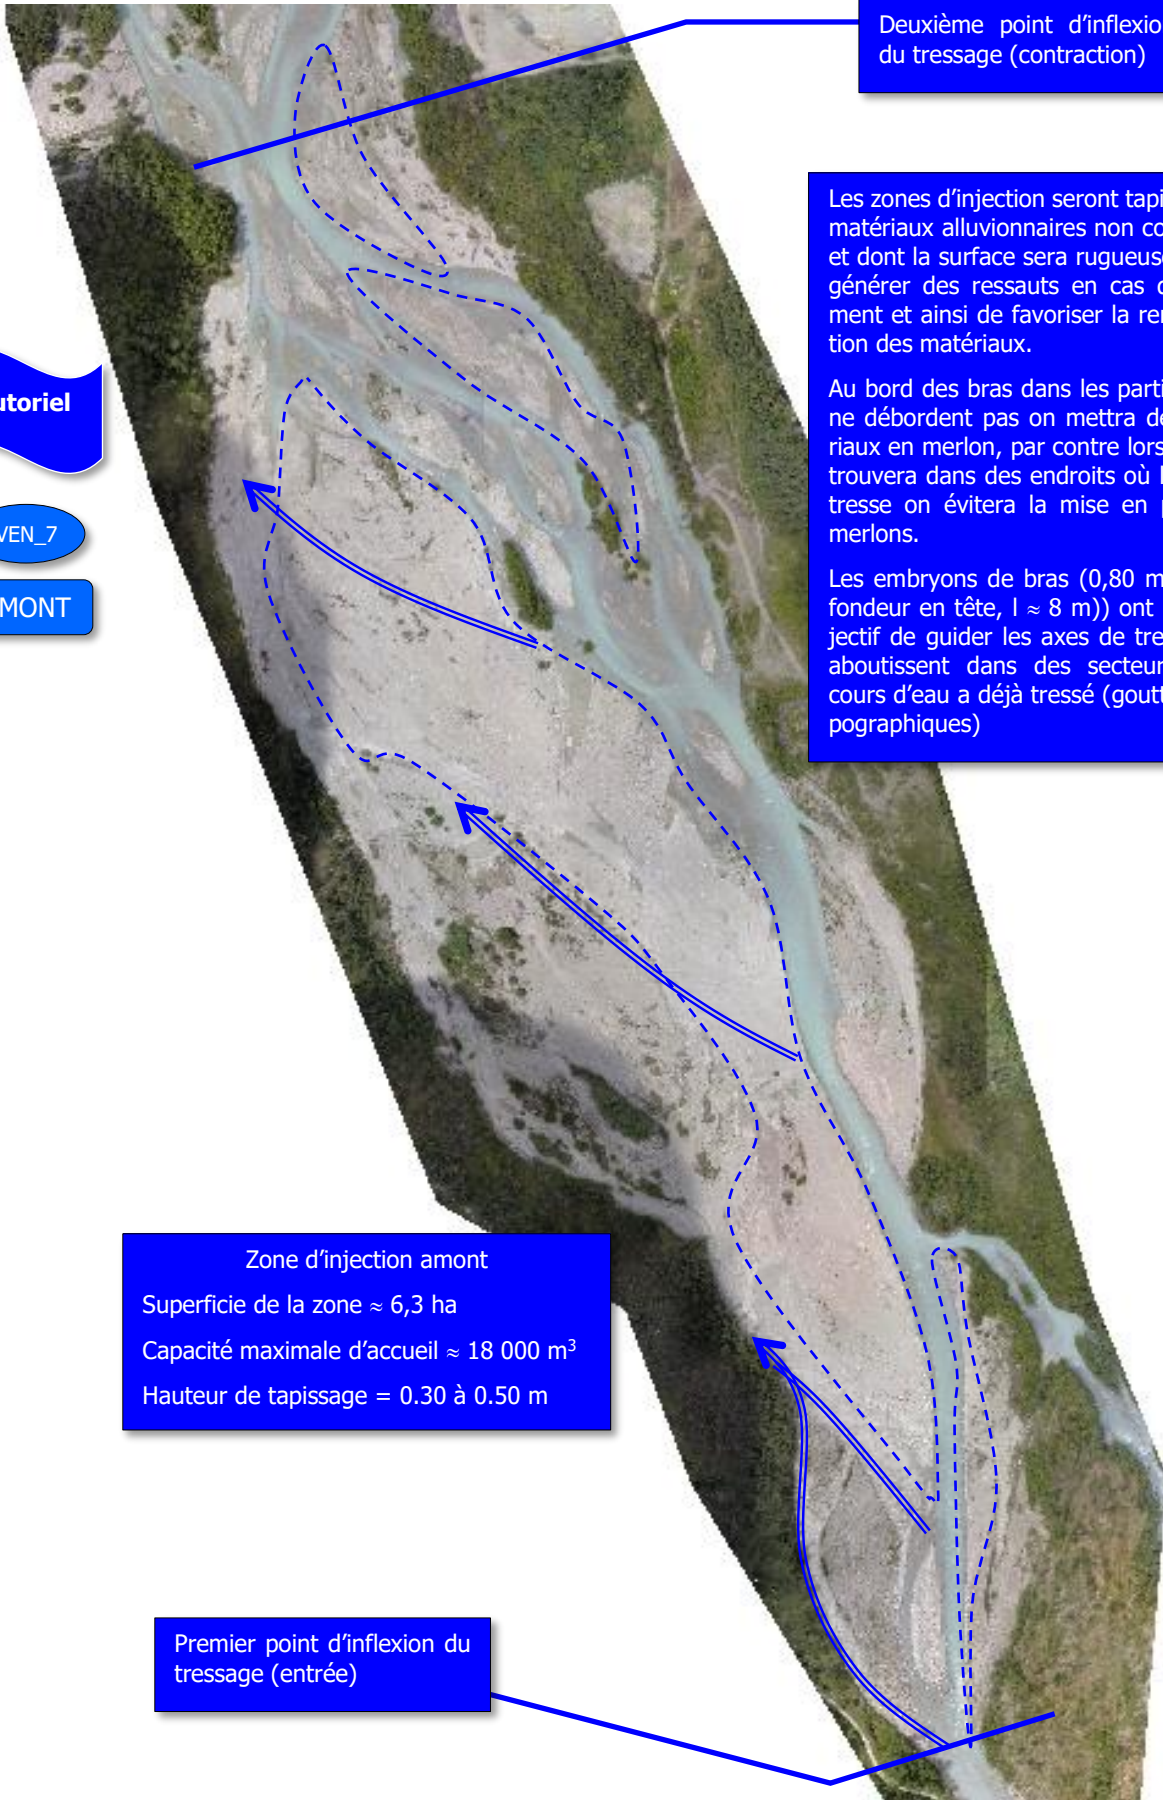 Deuxième point d’inflexio
du tressage (contraction)
Les zones d’injection seront tapi
matériaux alluvionnaires non co
et dont la surface sera rugueuse
générer des ressauts en cas d
ment et ainsi de favoriser la re
tion des matériaux.
Au bord des bras dans les parti
ne débordent pas on mettra de
riaux en merlon, par contre lors
trouvera dans des endroits où l
tresse on évitera la mise en p
merlons.
Les embryons de bras (0,80 m
fondeur en tête, l ≈ 8 m)) ont
jectif de guider les axes de tre
aboutissent dans des secteur
cours d’eau a déjà tressé (goutt
pographiques)
utoriel
VEN_7
MONT
Zone d’injection amont
Superficie de la zone ≈ 6,3 ha
Capacité maximale d’accueil ≈ 18 000 m³
Hauteur de tapissage = 0.30 à 0.50 m
Premier point d’inflexion du
tressage (entrée)